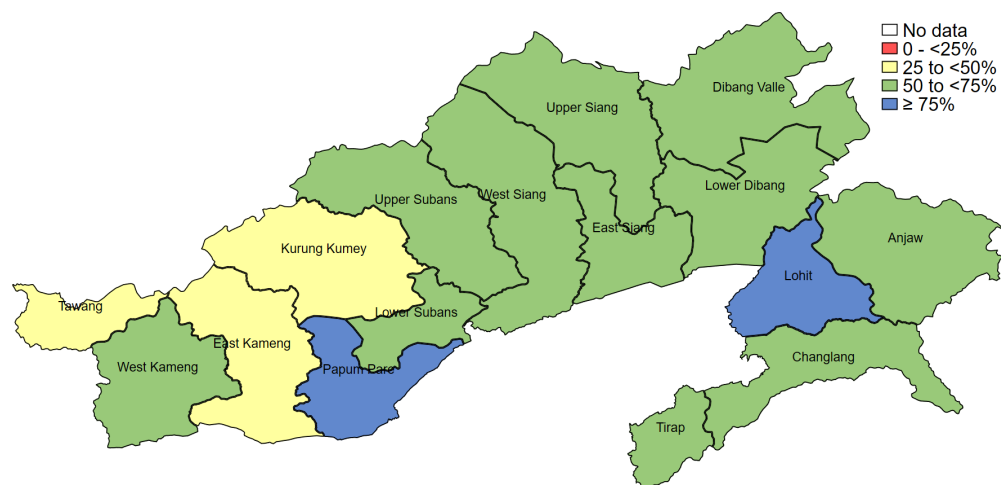 No data
0 - <25%
25 to <50%
50 to <75%
≥ 75%
Dibang Valle
Upper Siang
Lower Dibang
West Siang
Upper Subans
East Siang
Anjaw
Kurung Kumey
Lohit
Tawang
Lower Subans
East Kameng
Changlang
West Kameng
Papum Pare
Tirap